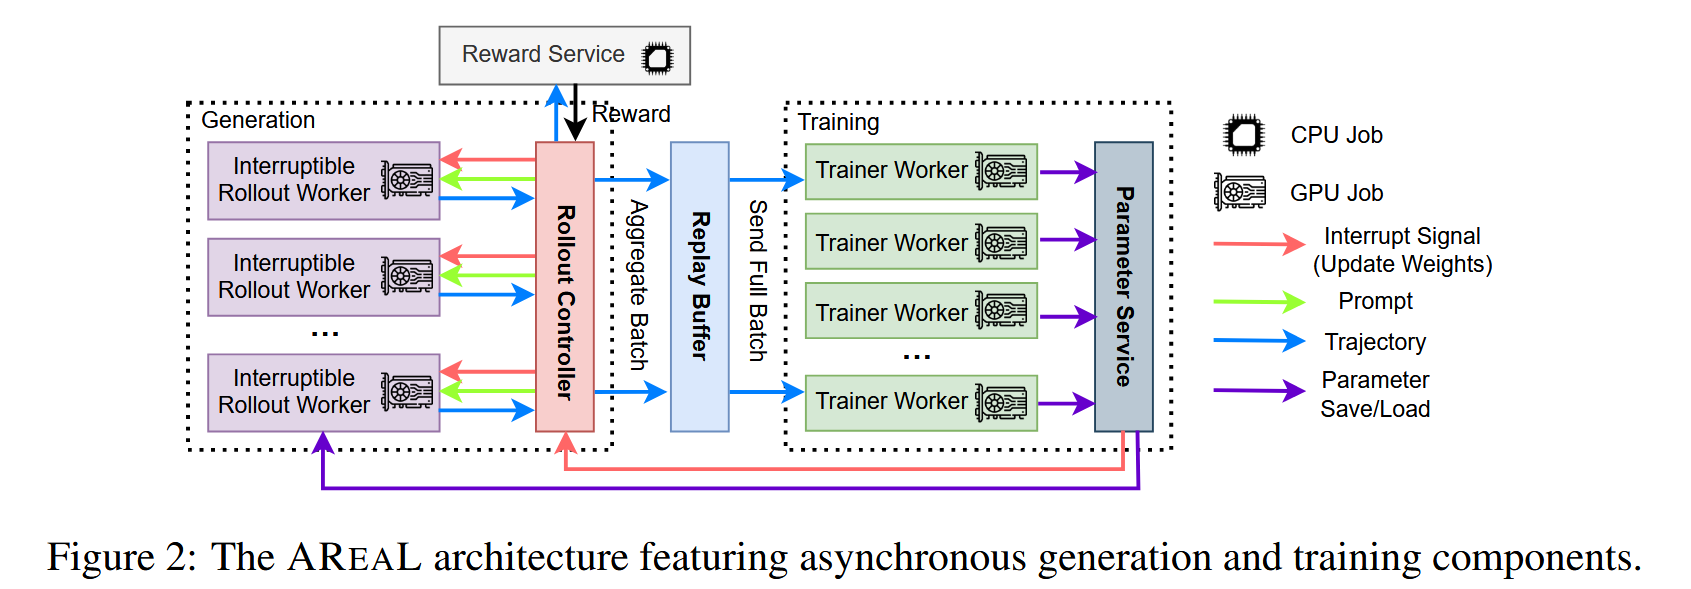 Reward Service
Reward
Generation
Interruptible
Rollout Worker
Interruptible
Rollout Worker
...
Interruptible
Rollout Worker
Rollout Controller
Aggregate Batch
Replay Buffer
Send Full Batch
Training
Trainer Worker
Trainer Worker
Trainer Worker
...
Trainer Worker
Parameter Service
CPU Job
GPU Job
Interrupt Signal
(Update Weights)
Prompt
Trajectory
Parameter
Save/Load
Figure 2: The AREAL architecture featuring asynchronous generation and training components.